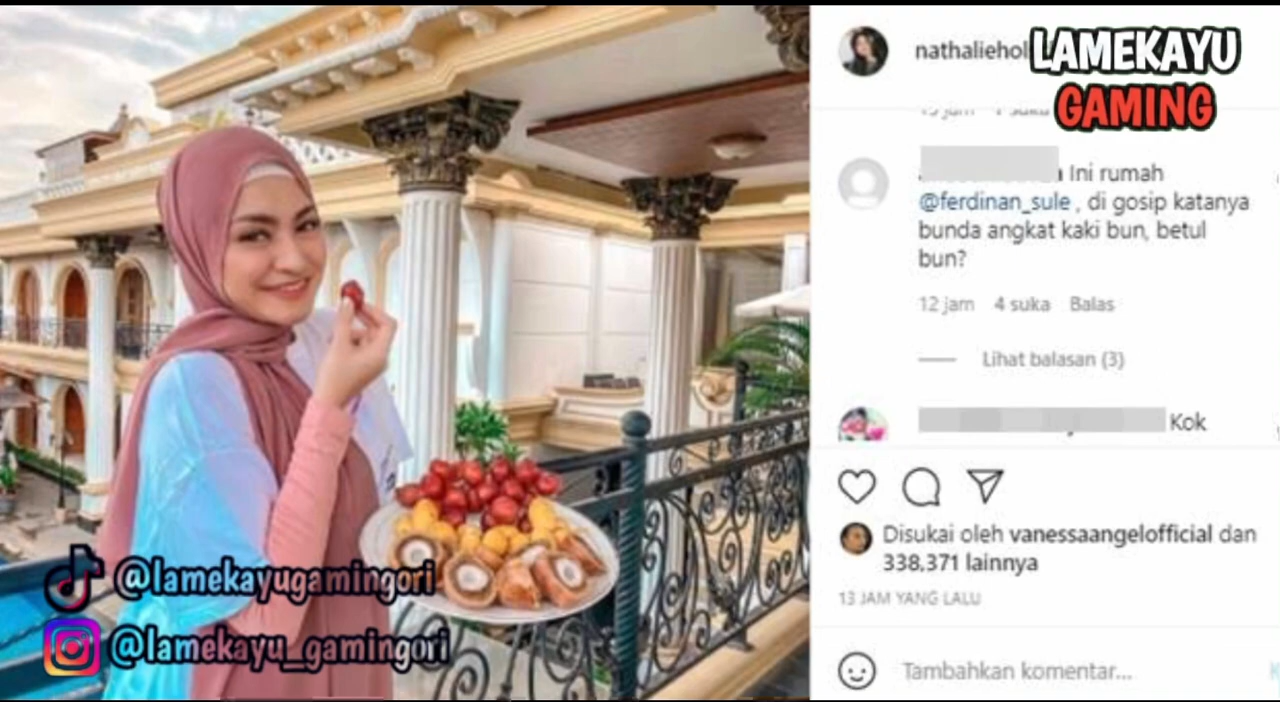 nathaliehol
LAMEKAYU
GAMING
Ini rumah
@ferdinan_sule , di gosip katanya
bunda angkat kaki bun, betul
bun?
12 jam 4 suka Balas
Lihat balasan (3)
Kok
Disukai oleh vanessaangelofficial dan
338,371 lainnya
13 JAM YANG LALU
Tambahkan komentar...
@lamekayugamingori
@lamekayu_gamingori